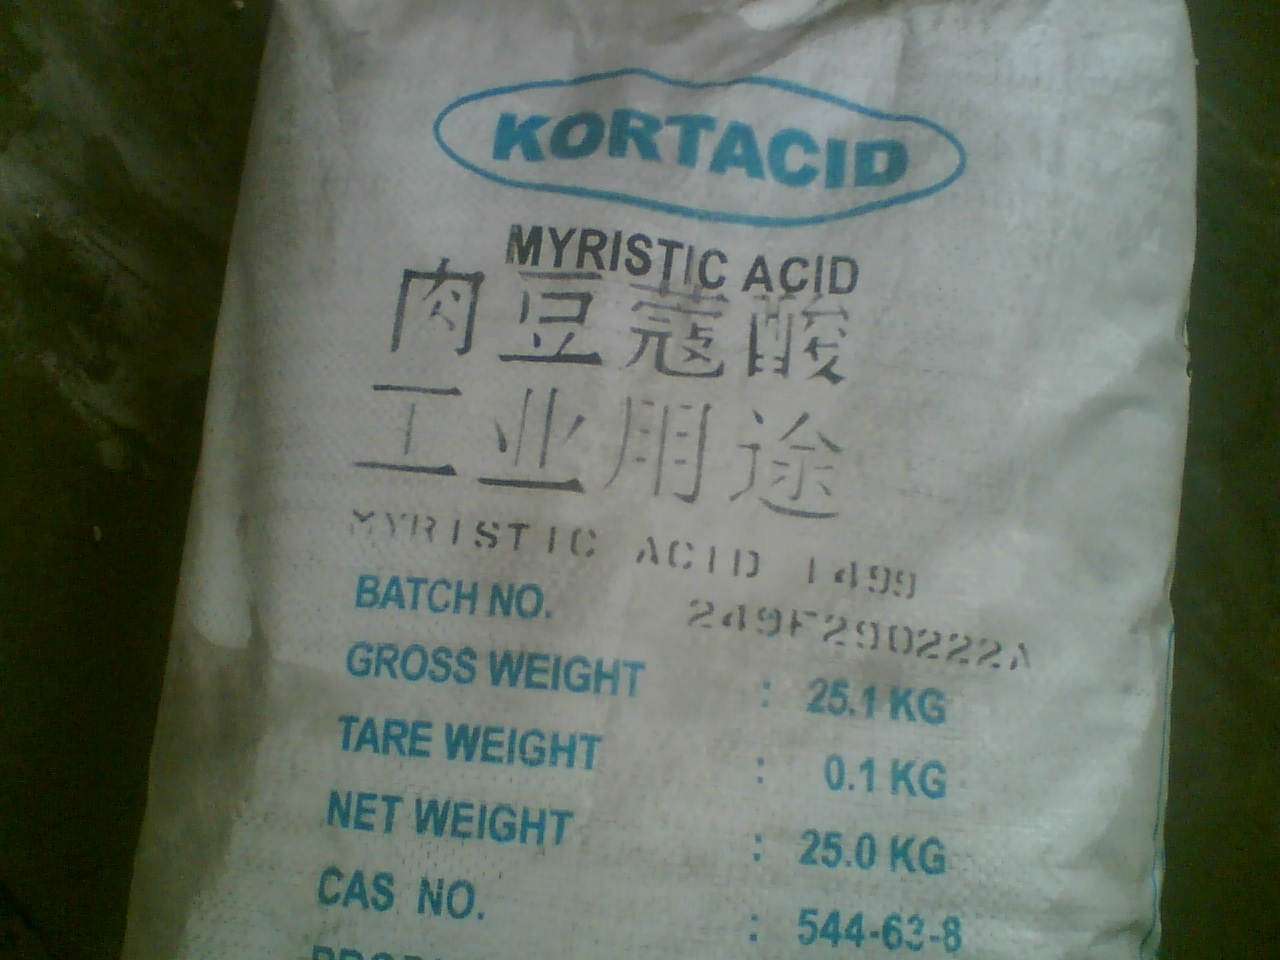 KORTACID
MYRISTIC ACID
肉豆蔻酸
工业用途
MYRISTIC ACID 1499
BATCH NO. 249F290222A
GROSS WEIGHT : 25.1 KG
TARE WEIGHT : 0.1 KG
NET WEIGHT : 25.0 KG
CAS NO. : 544-63-8